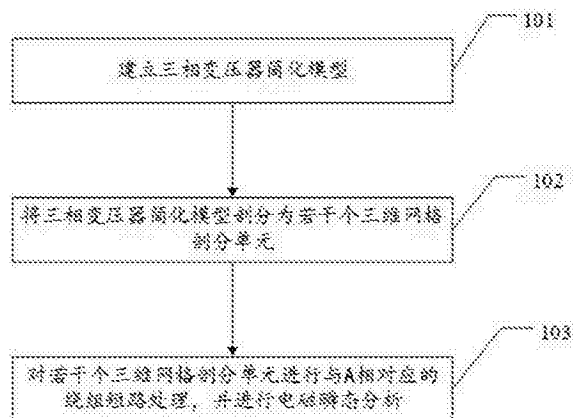 101
建立三相变压器简化模型
102
将三相变压器简化模型剖分为若干个三维网格
剖分单元
103
对若干个三维网格剖分单元进行与A相对应的
绕组短路处理，并进行电磁瞬态分析